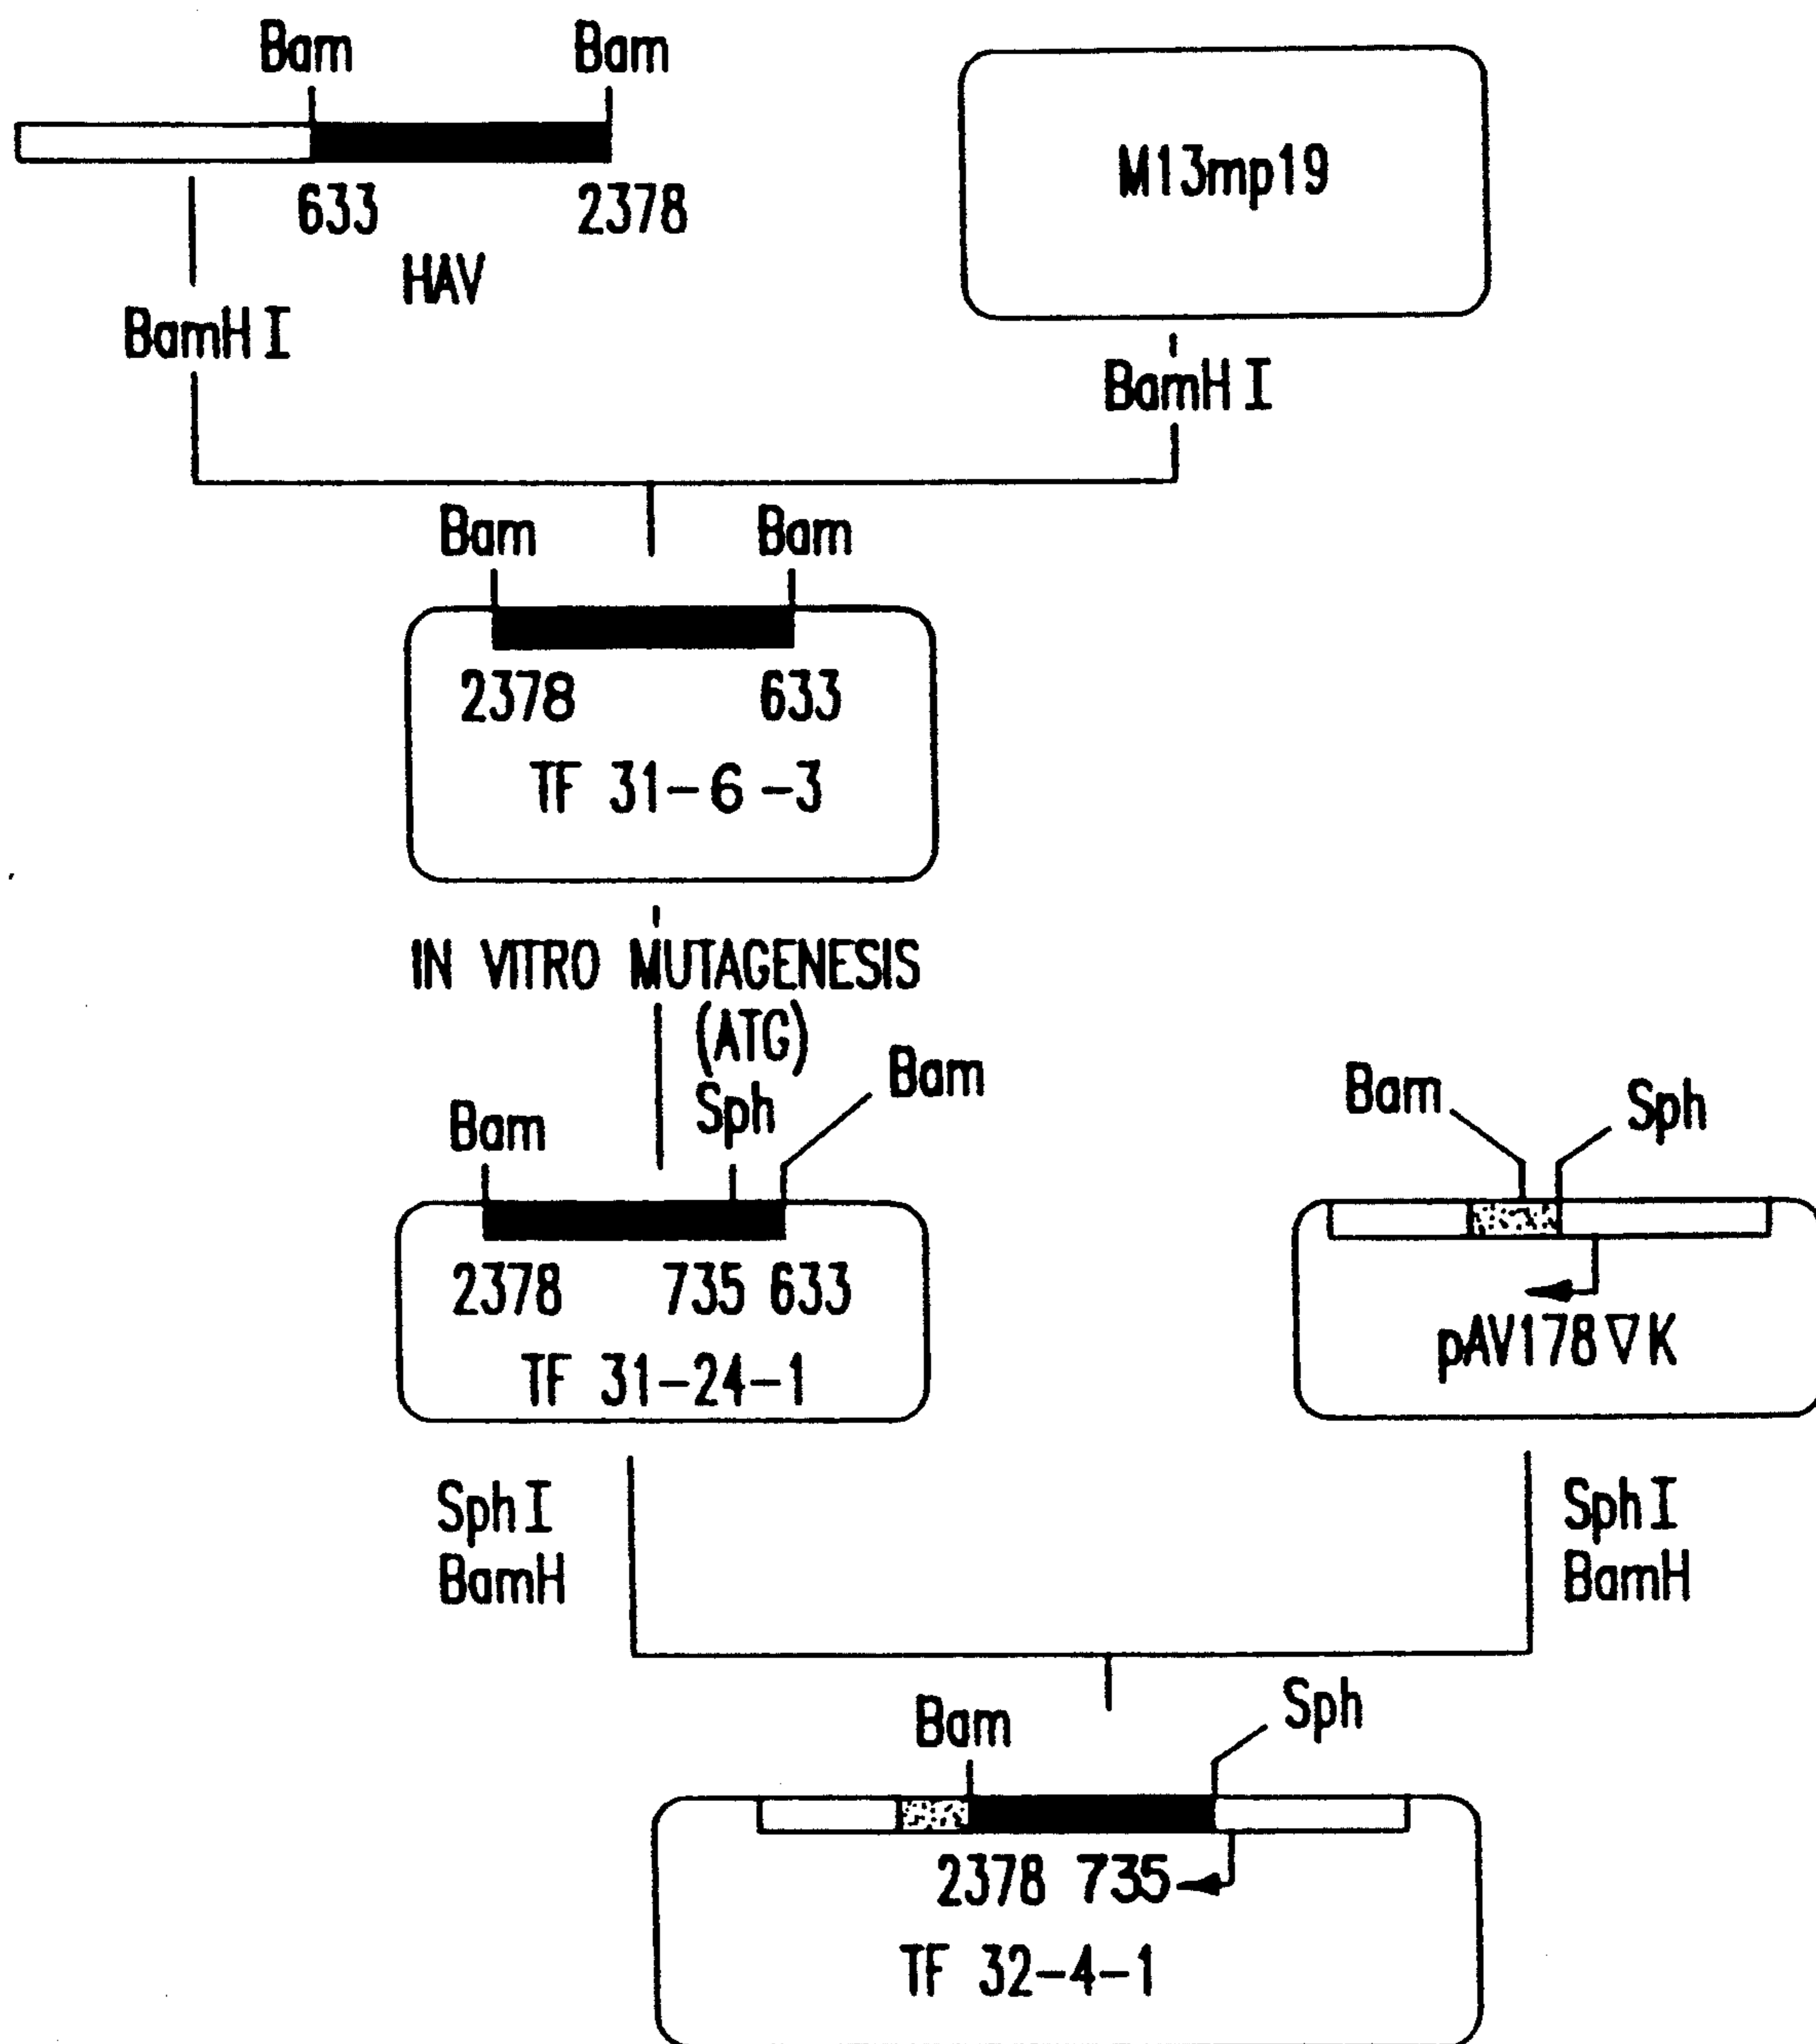 Bam Bam
633 2378
HAV
M13mp19
BamH I
BamH I
Bam Bam
2378 633
TF 31-6-3
IN VITRO MUTAGENESIS
(ATG)
Bam Sph Bam
2378 735 633
TF 31-24-1
Bam Sph
pAV178∇K
Sph I
BamH
Sph I
BamH
Bam Sph
2378 735
TF 32-4-1